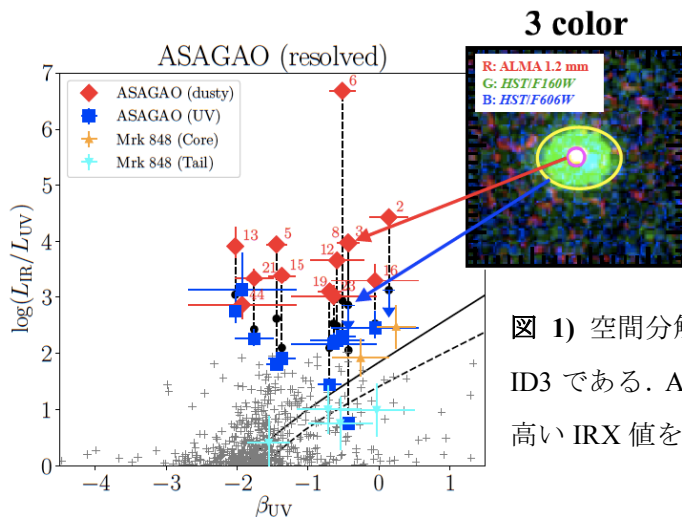 3 color
ASAGAO (resolved)
R: ALMA 1.2 mm
G: HST/F160W
B: HST/F606W
7
6
5
4
3
2
1
0
log(L_IR/L_UV)
ASAGAO (dusty)
ASAGAO (UV)
Mrk 848 (Core)
Mrk 848 (Tail)
6
2
13
5
8
3
12
21
15
16
19
23
44
−4
−3
−2
−1
0
1
β_UV
図 1) 空間分解
ID3 である. A
高い IRX 値を